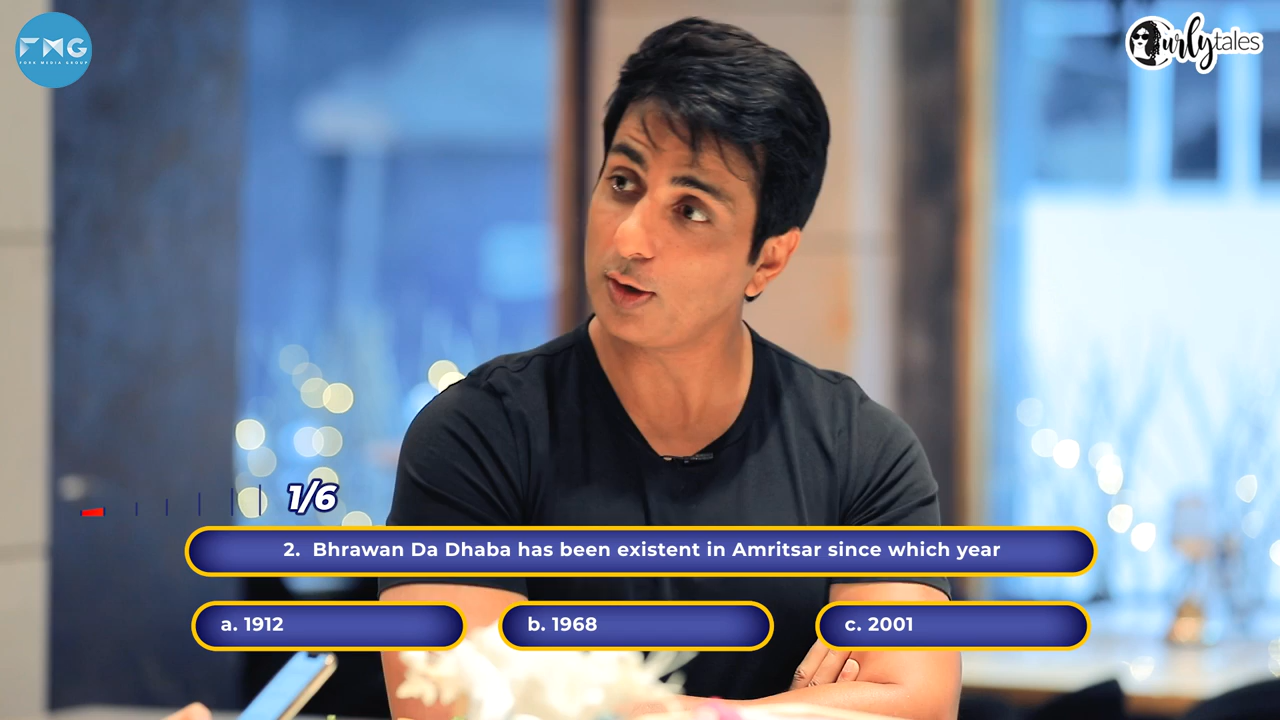 FMG
FORK MEDIA GROUP
Curlytales
1/6
2. Bhrawan Da Dhaba has been existent in Amritsar since which year
a. 1912
b. 1968
c. 2001